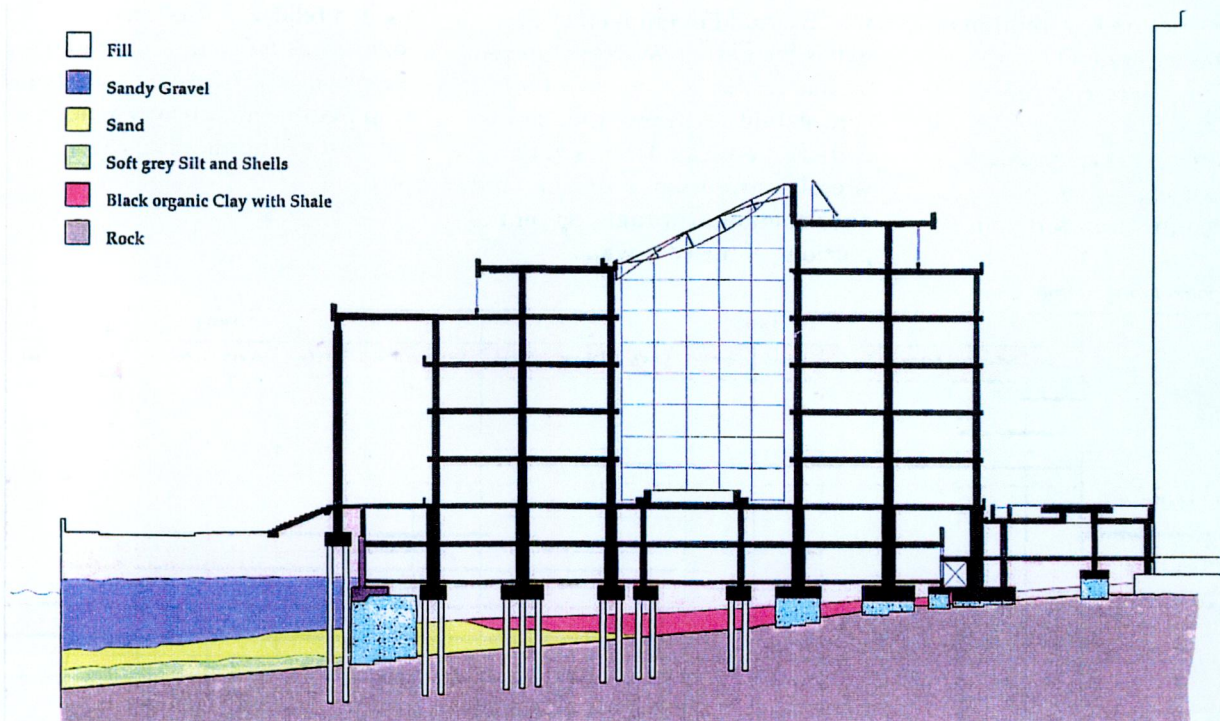 Fill
Sandy Gravel
Sand
Soft grey Silt and Shells
Black organic Clay with Shale
Rock